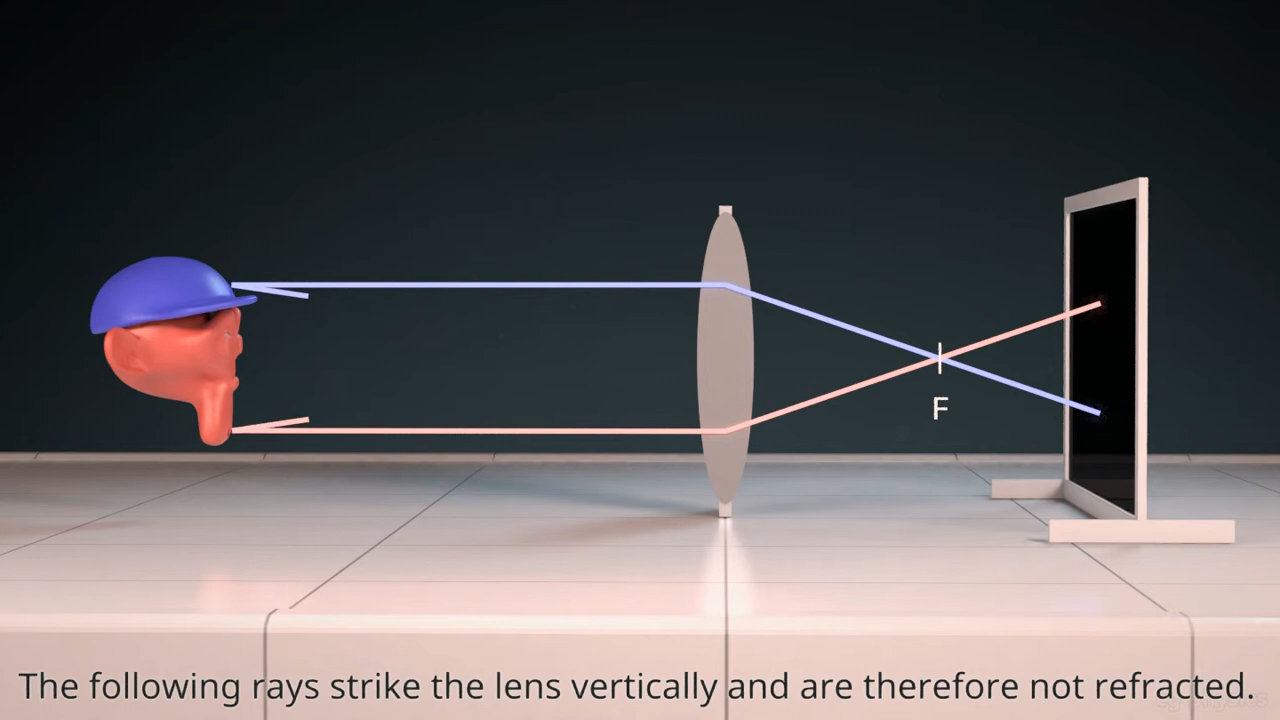 F
The following rays strike the lens vertically and are therefore not refracted.